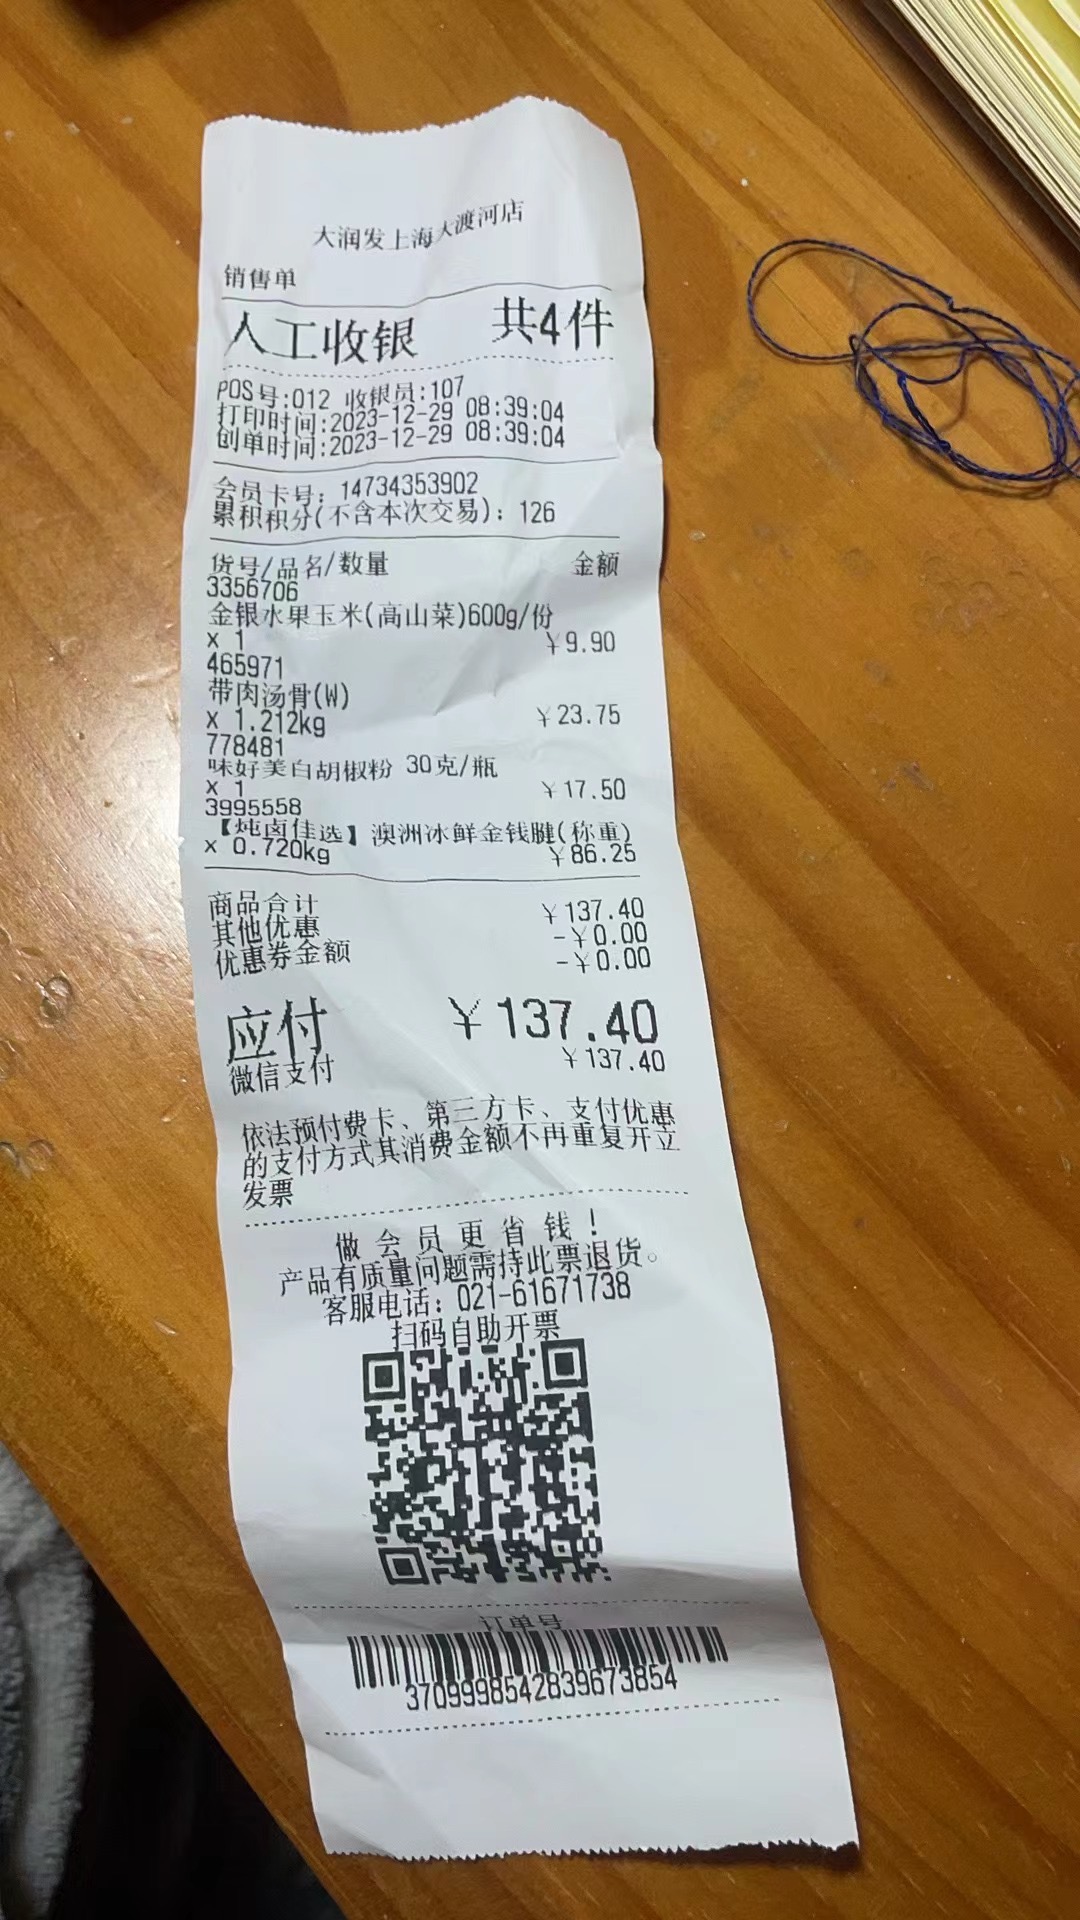 大润发上海大渡河店
销售单
人工收银 共4件
POS号:012 收银员:107
打印时间:2023-12-29 08:39:04
创单时间:2023-12-29 08:39:04
会员卡号: 14734353902
累积积分(不含本次交易): 126
货号/品名/数量 金额
3356706
金银水果玉米(高山菜)600g/份
x 1 ￥9.90
465971
带肉汤骨(W)
x 1.212kg ￥23.75
778481
味好美白胡椒粉 30克/瓶
x 1 ￥17.50
3995558
【炖卤佳选】澳洲冰鲜金钱腱(称重)
x 0.720kg ￥86.25
商品合计 ￥137.40
其他优惠 -￥0.00
优惠券金额 -￥0.00
应付 ￥137.40
微信支付 ￥137.40
依法预付费卡、第三方卡、支付优惠
的支付方式其消费金额不再重复开立
发票
做会员更省钱!
产品有质量问题需持此票退货。
客服电话: 021-61671738
扫码自助开票
订单号
3709998542839673854